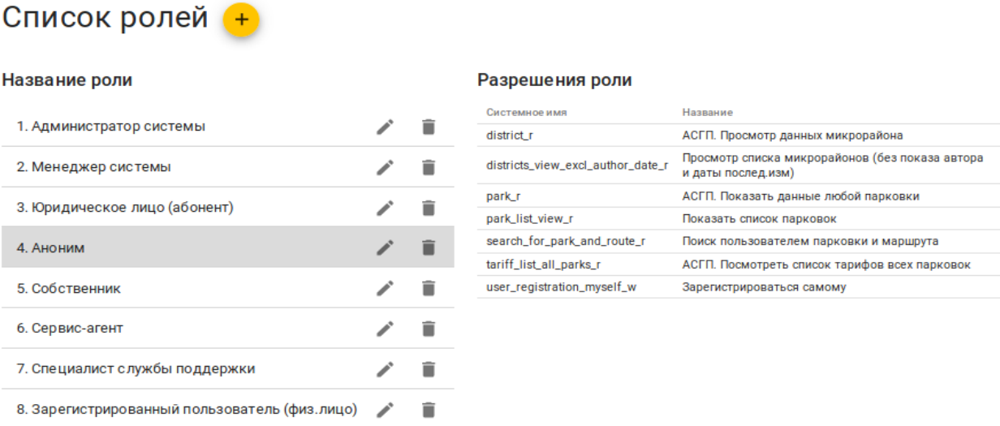 Список ролей +
Название роли
1. Администратор системы
2. Менеджер системы
3. Юридическое лицо (абонент)
4. Аноним
5. Собственник
6. Сервис-агент
7. Специалист службы поддержки
8. Зарегистрированный пользователь (физ.лицо)
Разрешения роли
Системное имя Название
district_r АСГП. Просмотр данных микрорайона
districts_view_excl_author_date_r Просмотр списка микрорайонов (без показа автора
и даты послед.изм)
park_r АСГП. Показать данные любой парковки
park_list_view_r Показать список парковок
search_for_park_and_route_r Поиск пользователем парковки и маршрута
tariff_list_all_parks_r АСГП. Посмотреть список тарифов всех парковок
user_registration_myself_w Зарегистрироваться самому